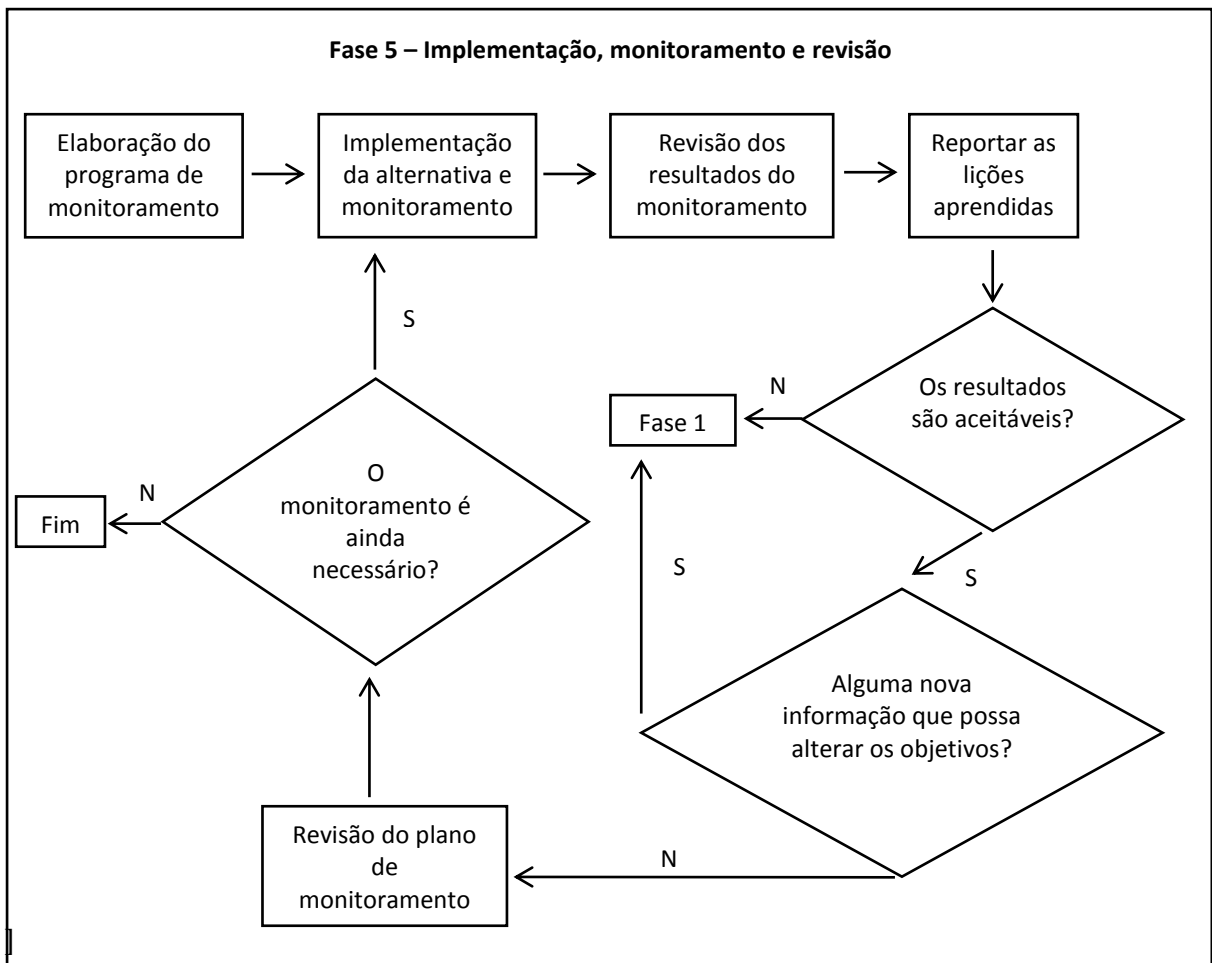 Fase 5 – Implementação, monitoramento e revisão
Elaboração do
programa de
monitoramento
Implementação
da alternativa e
monitoramento
Revisão dos
resultados do
monitoramento
Reportar as
lições
aprendidas
S
Os resultados
são aceitáveis?
N
Fase 1
O
monitoramento é
ainda
necessário?
N
Fim
S
S
Alguma nova
informação que possa
alterar os objetivos?
N
Revisão do plano
de
monitoramento
]